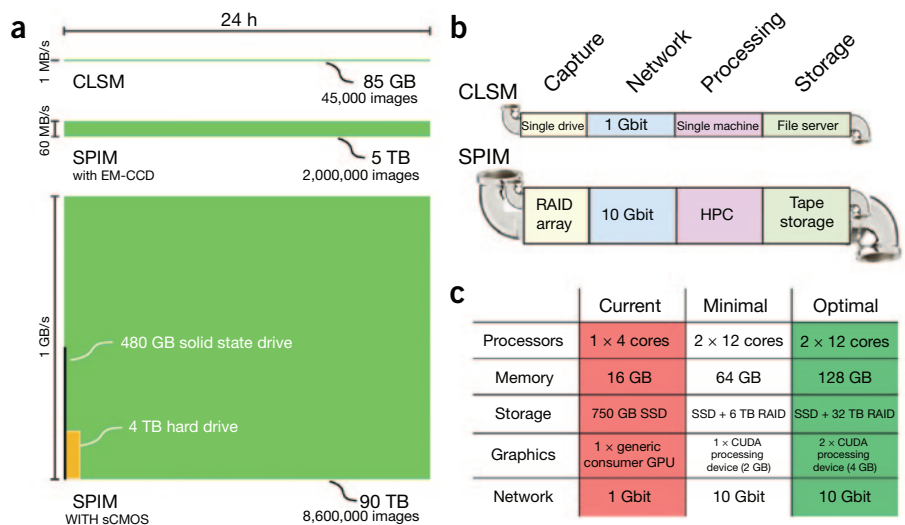 a
24 h
1 MB/s
CLSM
85 GB
45,000 images
60 MB/s
SPIM
with EM-CCD
5 TB
2,000,000 images
1 GB/s
480 GB solid state drive
4 TB hard drive
SPIM
WITH sCMOS
90 TB
8,600,000 images
b
Capture
Network
Processing
Storage
CLSM
Single drive
1 Gbit
Single machine
File server
SPIM
RAID
array
10 Gbit
HPC
Tape
storage
c
Current
Minimal
Optimal
Processors
1 × 4 cores
2 × 12 cores
2 × 12 cores
Memory
16 GB
64 GB
128 GB
Storage
750 GB SSD
SSD + 6 TB RAID
SSD + 32 TB RAID
Graphics
1 × generic
consumer GPU
1 × CUDA
processing
device (2 GB)
2 × CUDA
processing
device (4 GB)
Network
1 Gbit
10 Gbit
10 Gbit